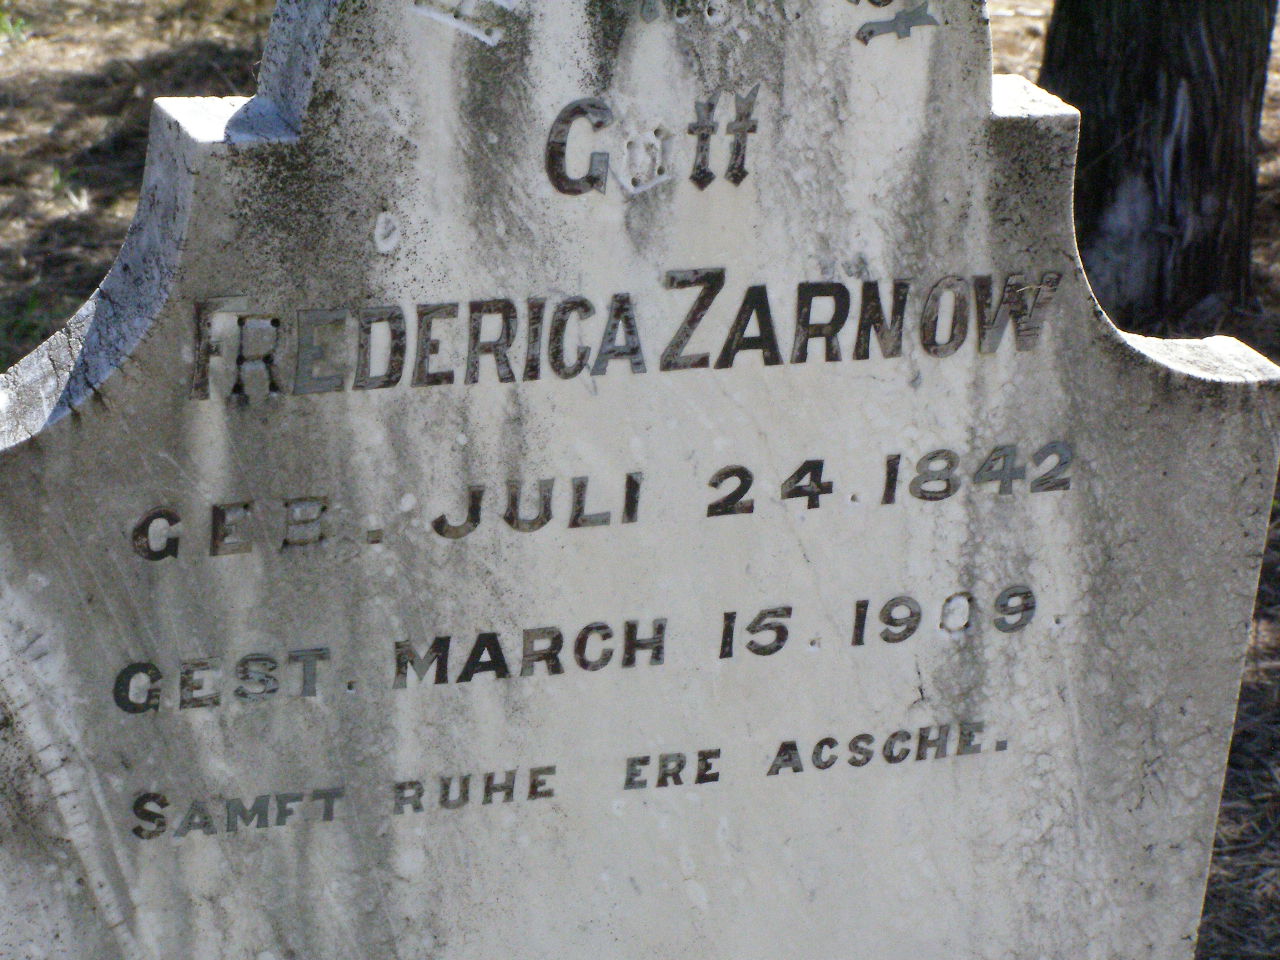 Gott
FREDERICA ZARNOW
GEB. JULI 24. 1842
GEST. MARCH 15. 1909.
SAMFT RUHE ERE ACSCHE.